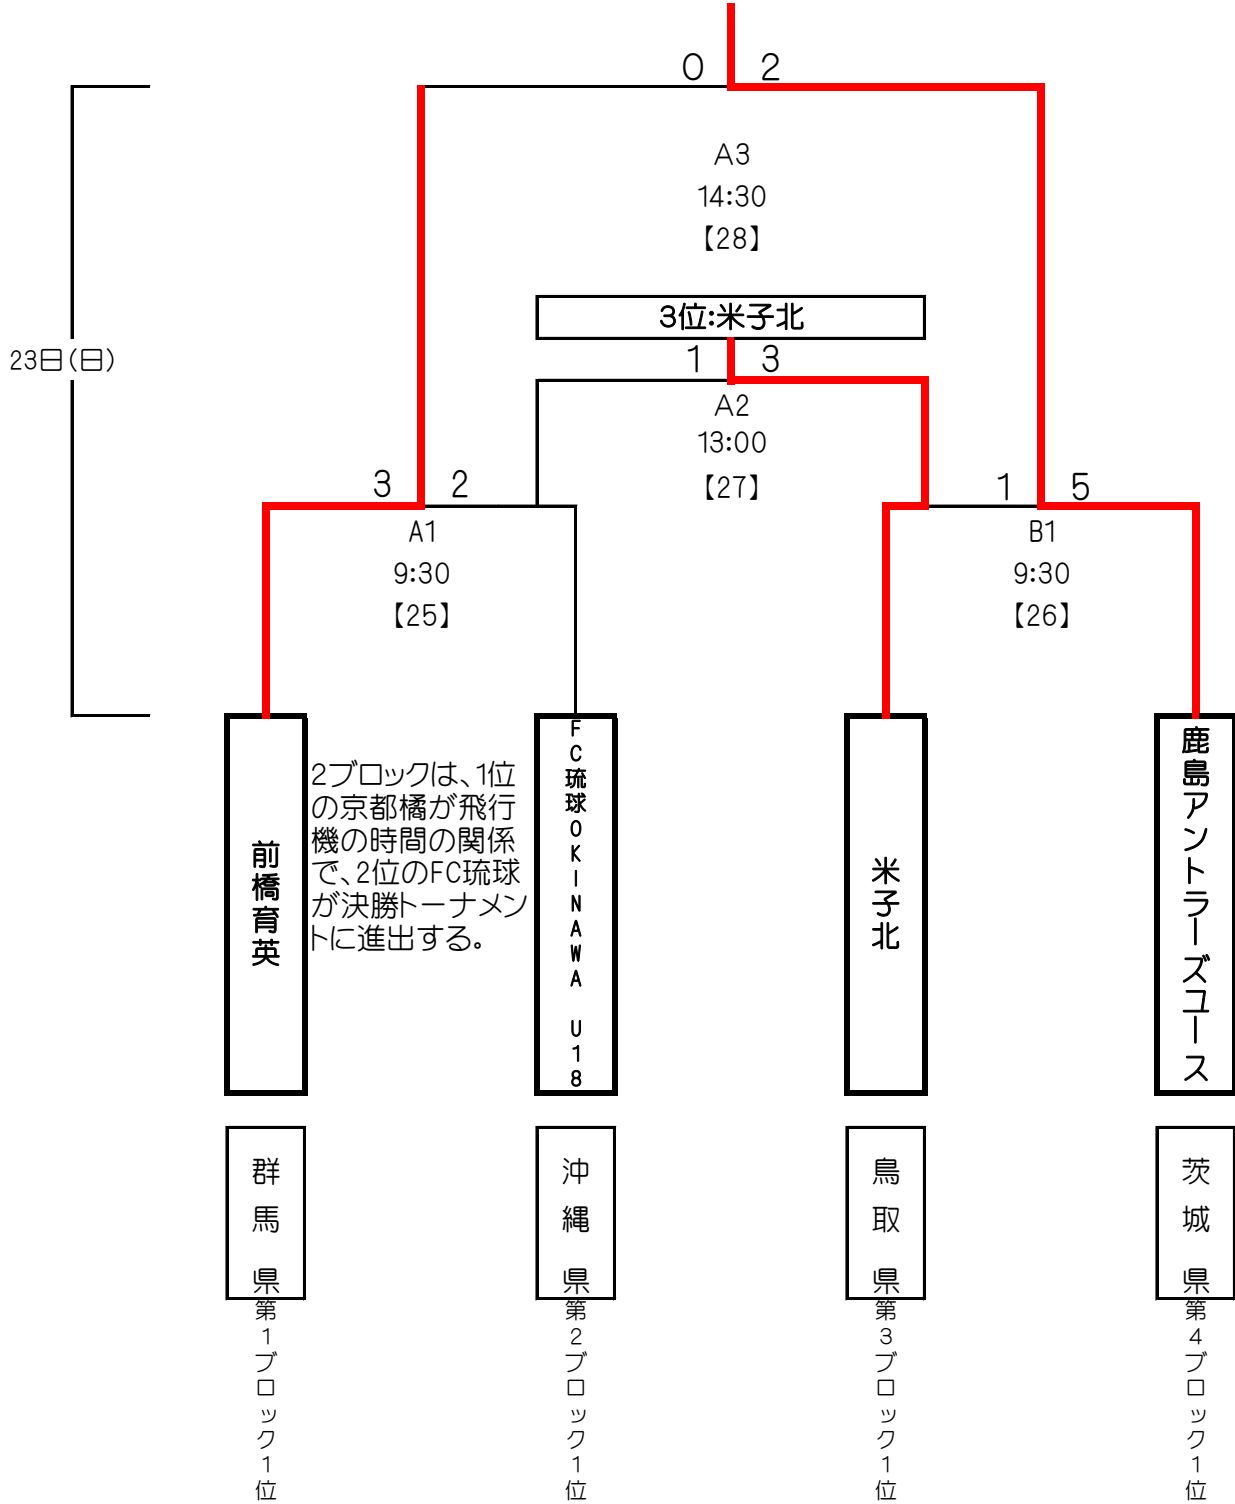 0 2
A3
14:30
【28】
3位:米子北
1 3
23日(日)
A2
13:00
【27】
3 2
1 5
A1
9:30
【25】
B1
9:30
【26】
前橋育英
2ブロックは、1位
の京都橘が飛行
機の時間の関係
で、2位のFC琉球
が決勝トーナメン
トに進出する。
FC琉球OKINAWA U18
米子北
鹿島アントラーズユース
群馬県
沖縄県
鳥取県
茨城県
第1ブロック1位
第2ブロック1位
第3ブロック1位
第4ブロック1位